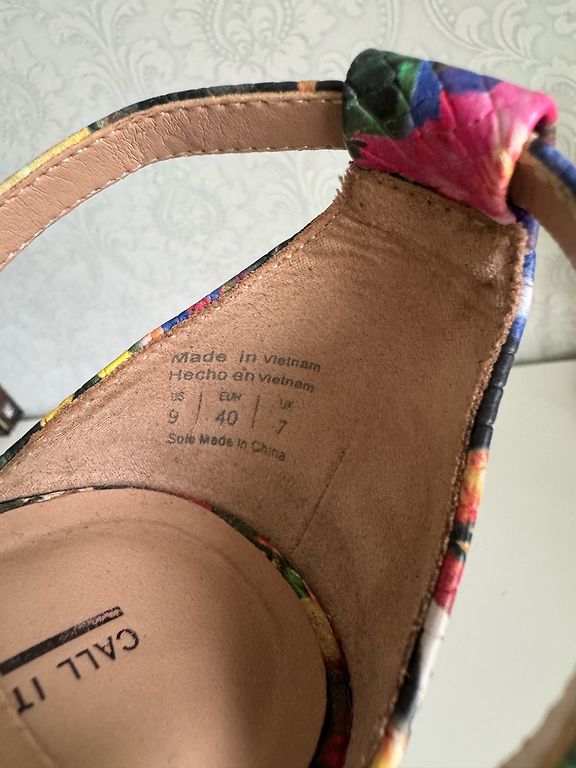 Made in Vietnam
Hecho en Vietnam
US | EUR | UK
9 | 40 | 7
Sole Made in China
CALL IT